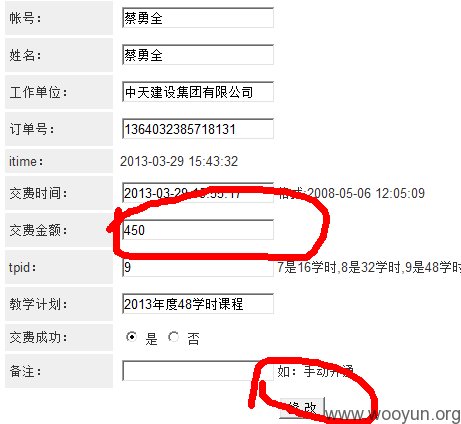 帐号： 蔡勇全
姓名： 蔡勇全
工作单位： 中天建设集团有限公司
订单号： 1364032385718131
itime： 2013-03-29 15:43:32
交费时间： 2013-03-29 格式:2008-05-06 12:05:09
交费金额： 450
tpid： 9 7是16学时,8是32学时,9是48学时
教学计划： 2013年度48学时课程
交费成功： 是 否
备注： 如：手动开通
修 改
www.wooyun.org